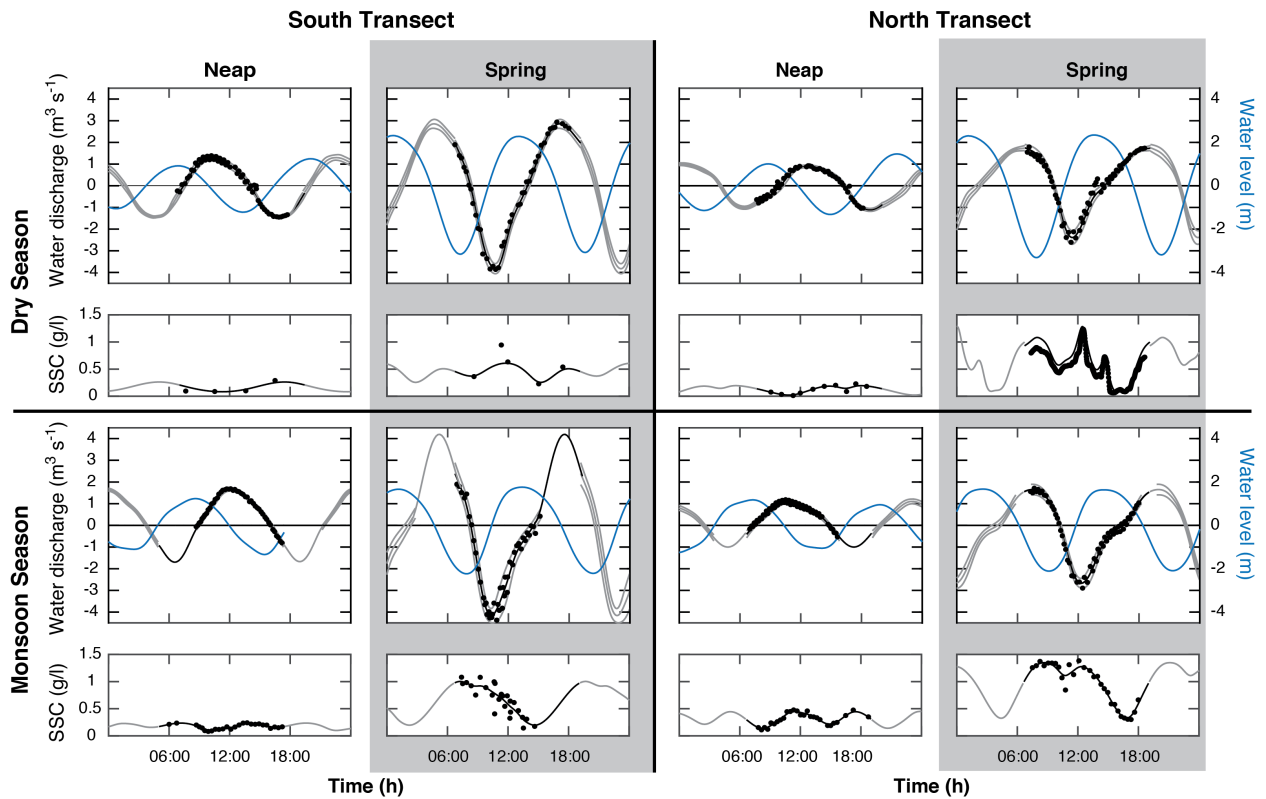 South Transect
North Transect
Neap
Spring
Neap
Spring
Dry Season
Water discharge (m³ s⁻¹)
4
3
2
1
0
-1
-2
-3
-4
4
2
0
-2
-4
Water level (m)
SSC (g/l)
1.5
1
0.5
0
Monsoon Season
Water discharge (m³ s⁻¹)
4
3
2
1
0
-1
-2
-3
-4
4
2
0
-2
-4
Water level (m)
SSC (g/l)
1.5
1
0.5
0
06:00 12:00 18:00
06:00 12:00 18:00
06:00 12:00 18:00
06:00 12:00 18:00
Time (h)
Time (h)